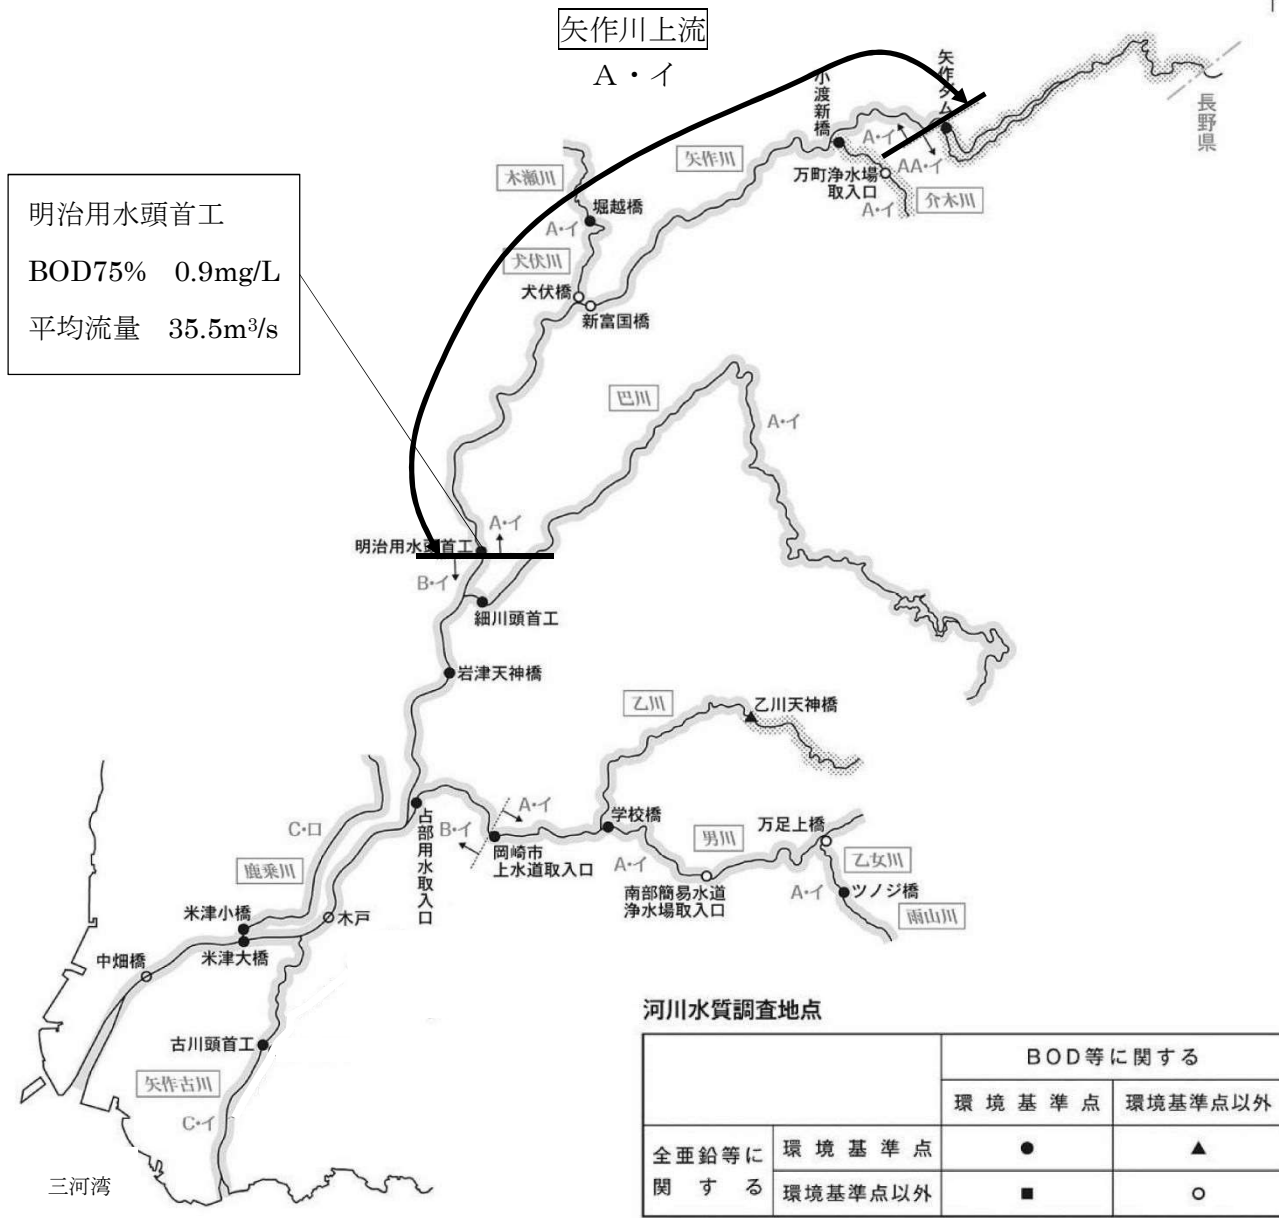 矢作川上流
A・イ
矢作ダム
小渡新橋
長野県
A・イ
AA・イ
矢作川
万町浄水場
取入口
A・イ
介木川
木瀬川
堀越橋
A・イ
犬伏川
犬伏橋
新富国橋
明治用水頭首工
BOD75% 0.9mg/L
平均流量 35.5m³/s
巴川
A・イ
A・イ
明治用水頭首工
B・イ
細川頭首工
岩津天神橋
乙川
乙川天神橋
C・ロ
鹿乗川
占部用水取入口
B・イ
A・イ
岡崎市
上水道取入口
学校橋
A・イ
男川
南部簡易水道
浄水場取入口
万足上橋
乙女川
A・イ
ツノジ橋
雨山川
米津小橋
木戸
米津大橋
中畑橋
古川頭首工
矢作古川
C・イ
三河湾
河川水質調査地点
BOD等に関する
環境基準点 環境基準点以外
全亜鉛等に
関する
環境基準点 ● ▲
環境基準点以外 ■ ○